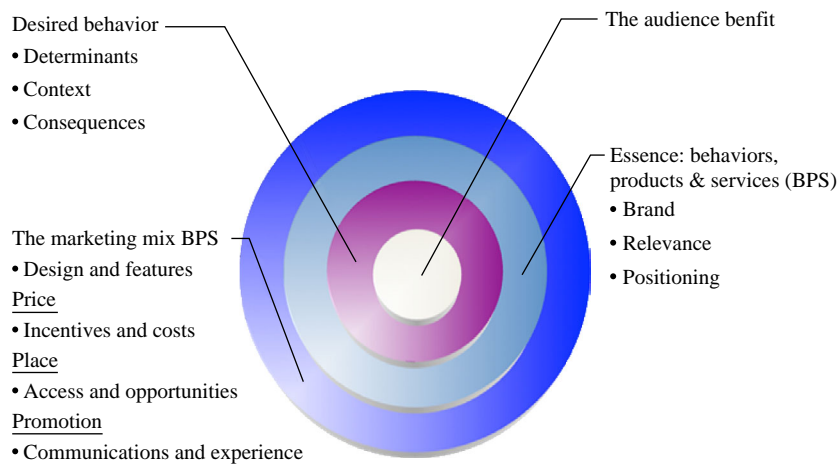 Desired behavior
• Determinants
• Context
• Consequences
The audience benfit
Essence: behaviors,
products & services (BPS)
• Brand
• Relevance
• Positioning
The marketing mix BPS
• Design and features
Price
• Incentives and costs
Place
• Access and opportunities
Promotion
• Communications and experience